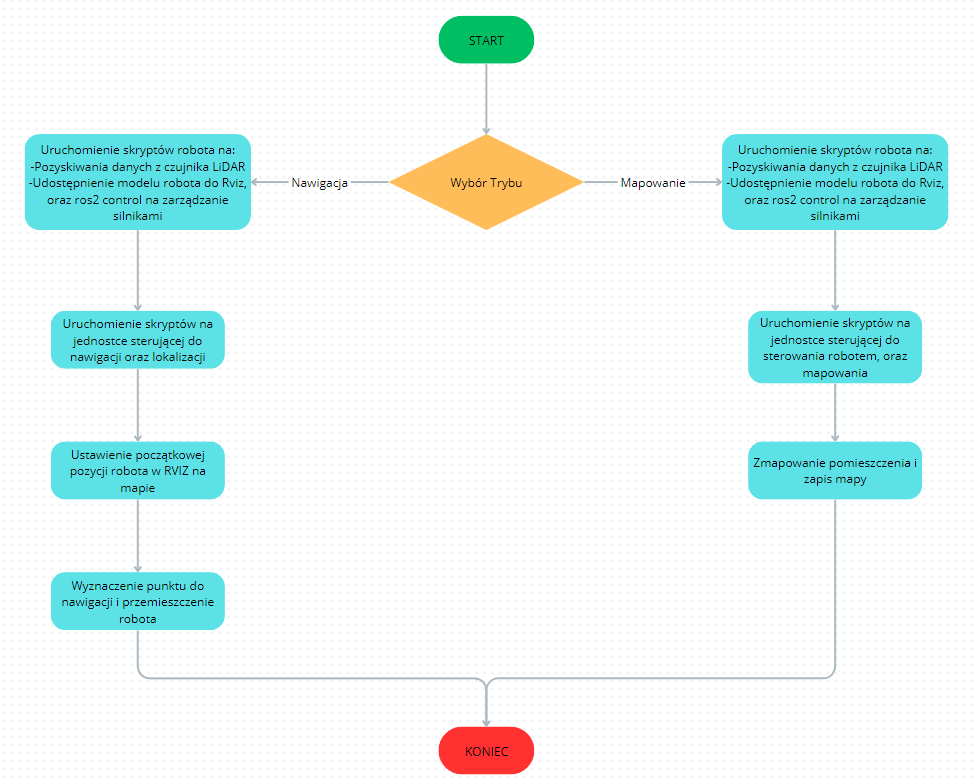 START
Uruchomienie skryptów robota na:
-Pozyskiwania danych z czujnika LiDAR
-Udostępnienie modelu robota do Rviz,
oraz ros2 control na zarządzanie
silnikami
Nawigacja
Wybór Trybu
Mapowanie
Uruchomienie skryptów robota na:
-Pozyskiwania danych z czujnika LiDAR
-Udostępnienie modelu robota do Rviz,
oraz ros2 control na zarządzanie
silnikami
Uruchomienie skryptów na
jednostce sterującej do
nawigacji oraz lokalizacji
Uruchomienie skryptów na
jednostce sterującej do
sterowania robotem, oraz
mapowania
Ustawienie początkowej
pozycji robota w RVIZ na
mapie
Zmapowanie pomieszczenia i
zapis mapy
Wyznaczenie punktu do
nawigacji i przemieszczenie
robota
KONIEC